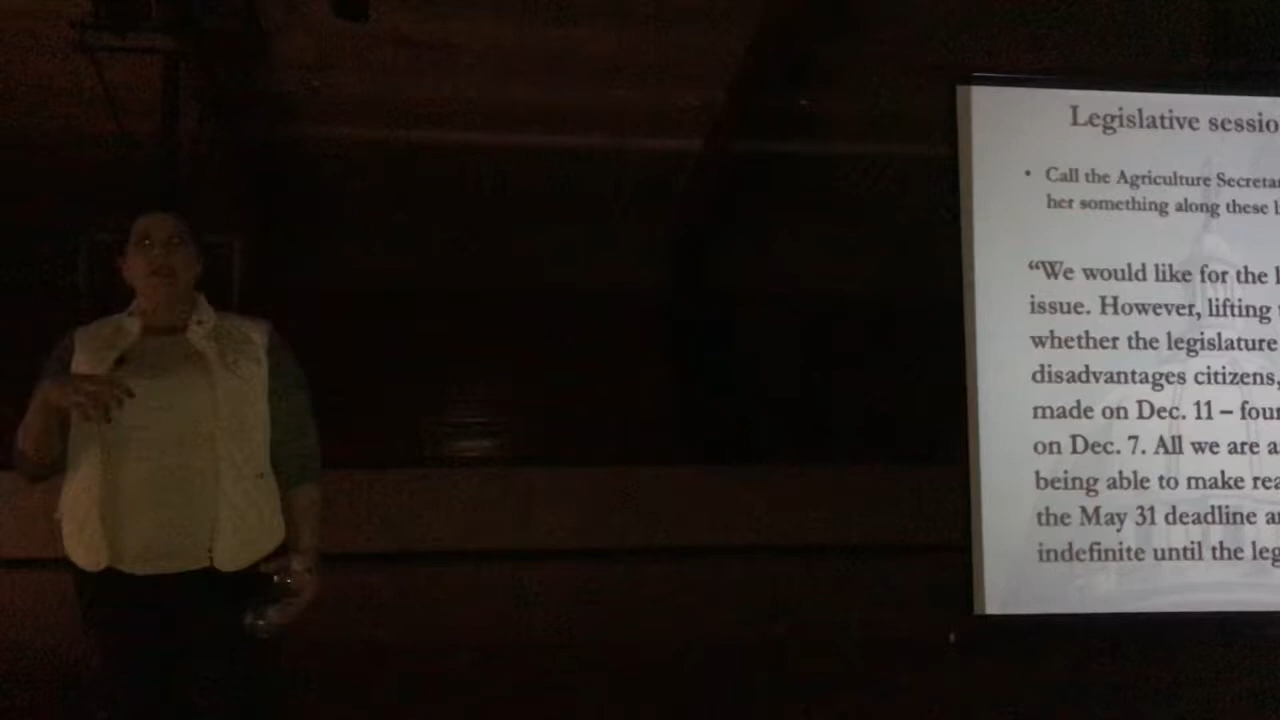 Legislative sessio
• Call the Agriculture Secreta
her something along these l
“We would like for the l
issue. However, lifting
whether the legislature
disadvantages citizens,
made on Dec. 11 – four
on Dec. 7. All we are a
being able to make rea
the May 31 deadline a
indefinite until the leg